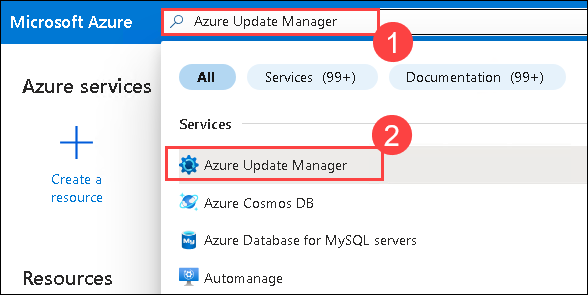 Microsoft Azure
Azure Update Manager
1
All
Services (99+)
Documentation (99+)
Azure services
Services
2
Azure Update Manager
Create a
resource
Azure Cosmos DB
Azure Database for MySQL servers
Resources
Automanage